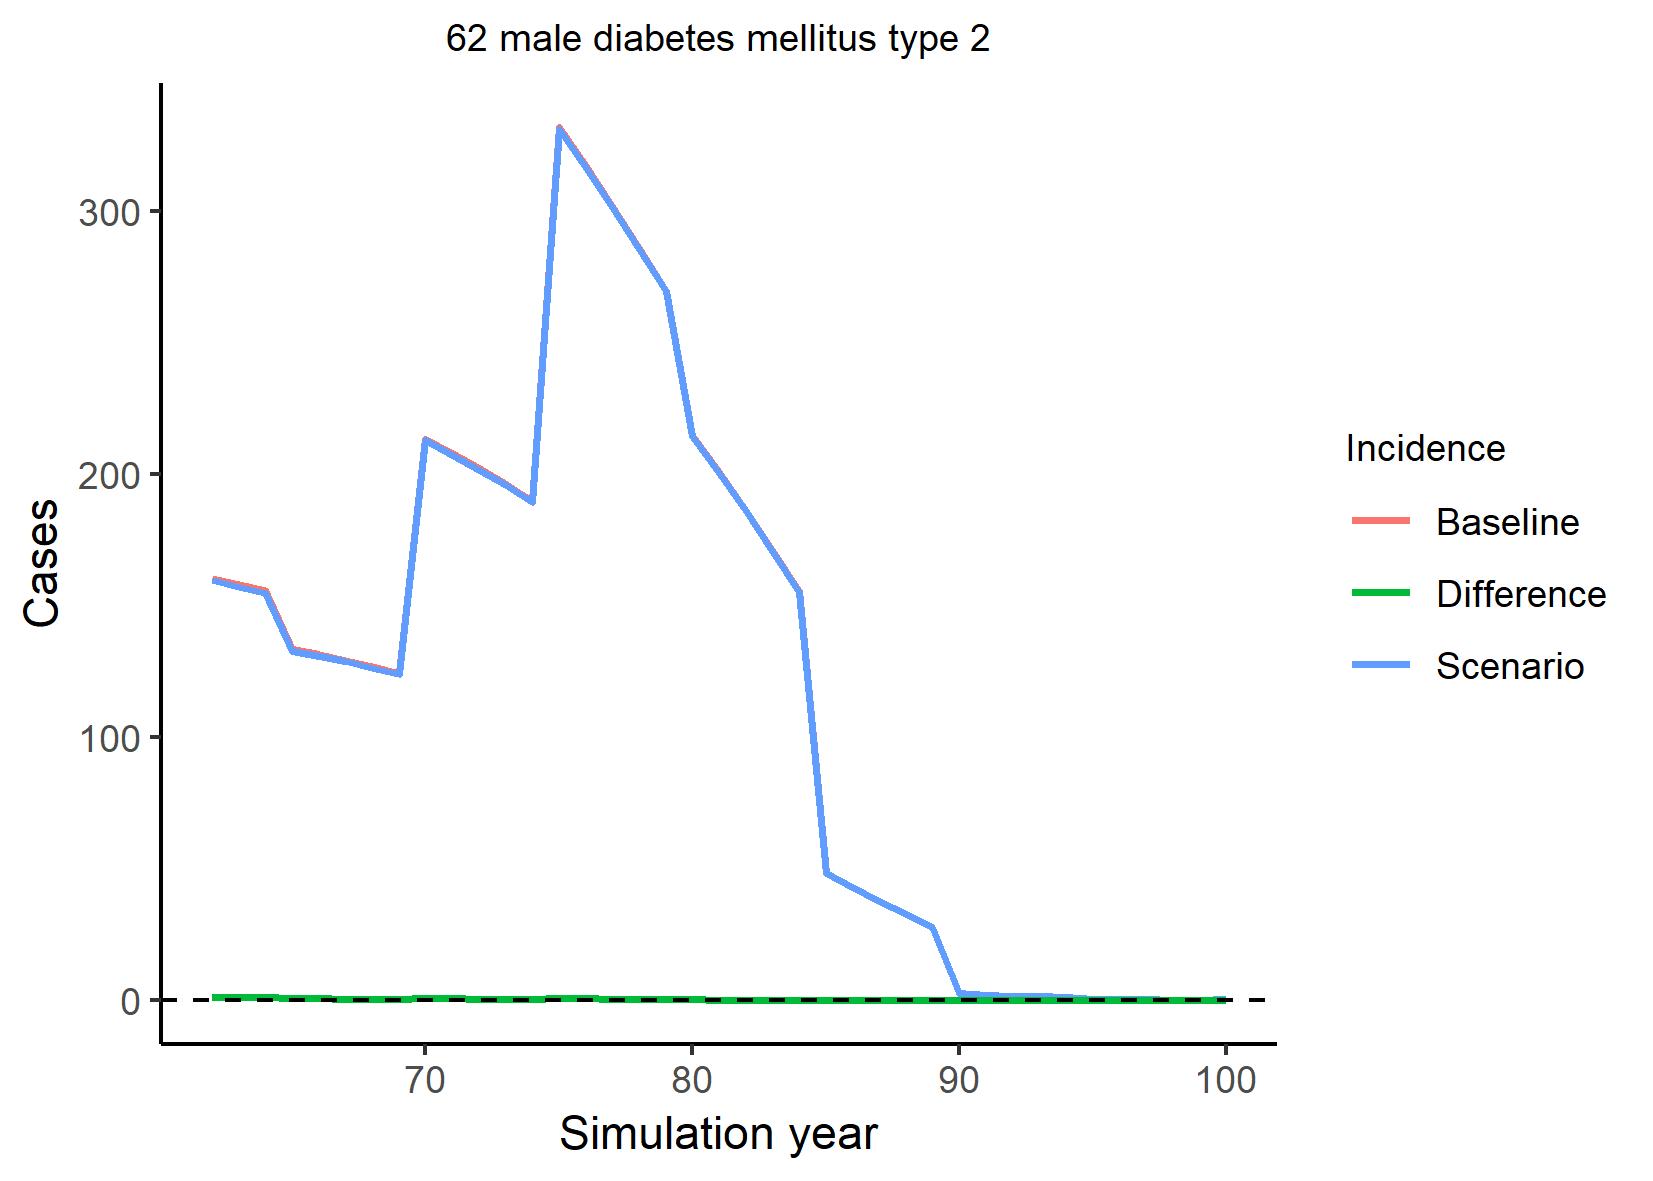 62 male diabetes mellitus type 2
300
200
100
0
Cases
70 80 90 100
Simulation year
Incidence
Baseline
Difference
Scenario